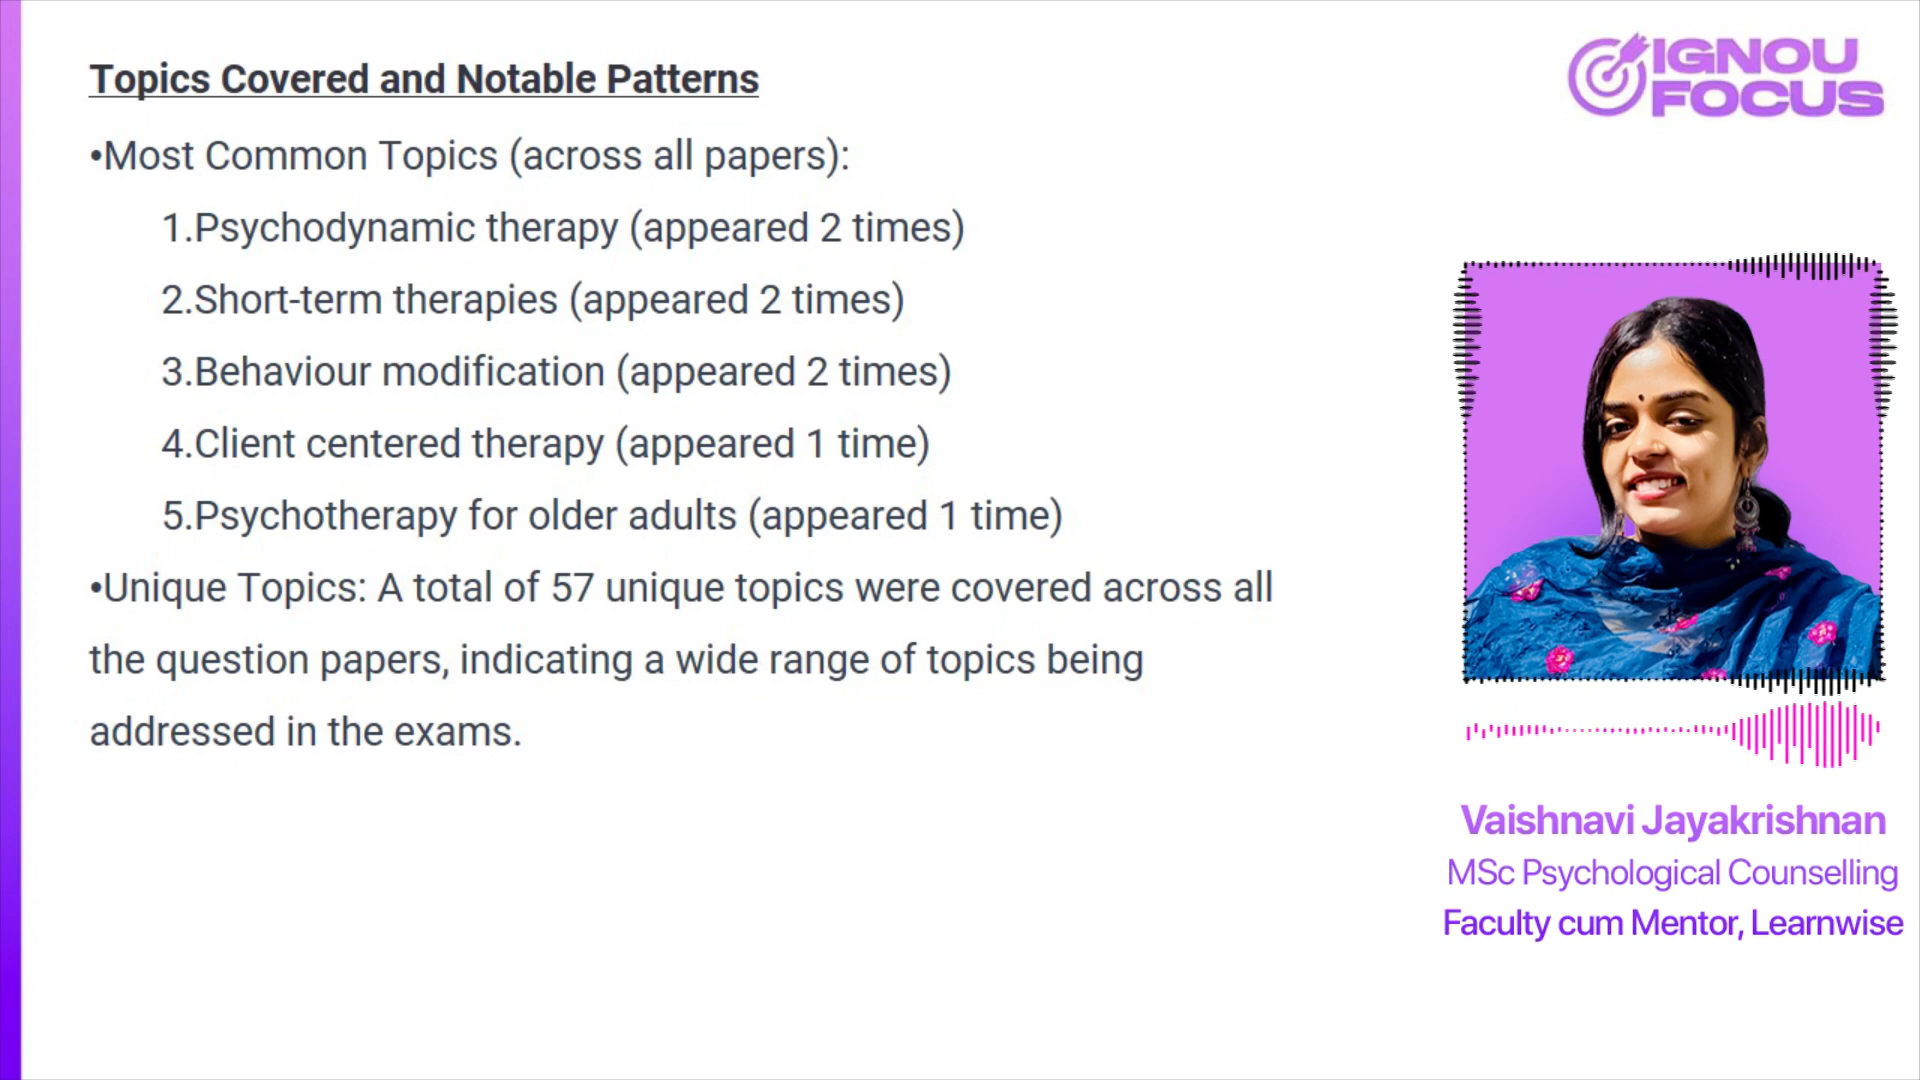 Topics Covered and Notable Patterns
•Most Common Topics (across all papers):
1.Psychodynamic therapy (appeared 2 times)
2.Short-term therapies (appeared 2 times)
3.Behaviour modification (appeared 2 times)
4.Client centered therapy (appeared 1 time)
5.Psychotherapy for older adults (appeared 1 time)
•Unique Topics: A total of 57 unique topics were covered across all
the question papers, indicating a wide range of topics being
addressed in the exams.
IGNOU
FOCUS
Vaishnavi Jayakrishnan
MSc Psychological Counselling
Faculty cum Mentor, Learnwise